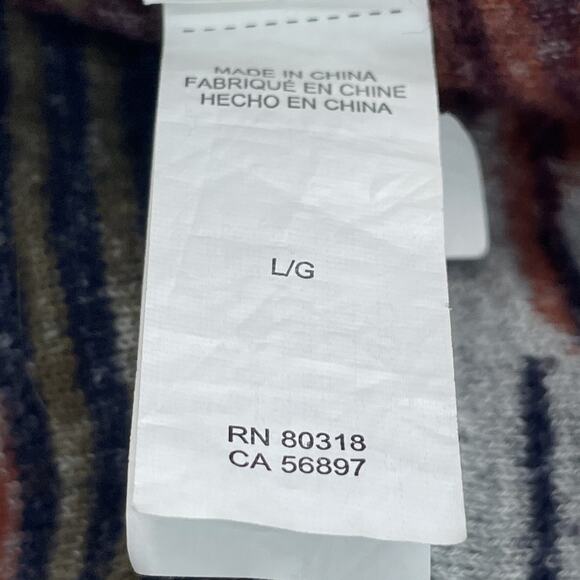 MADE IN CHINA
FABRIQUÉ EN CHINE
HECHO EN CHINA
L/G
RN 80318
CA 56897